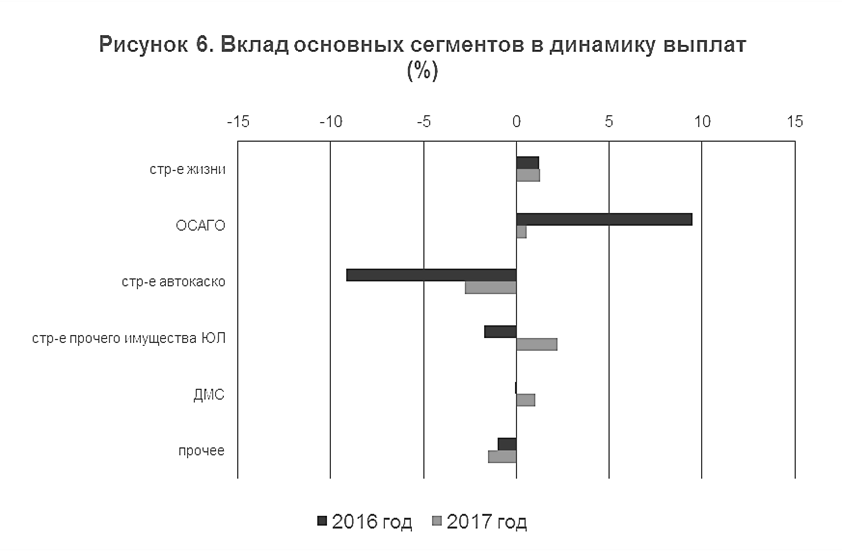 Рисунок 6. Вклад основных сегментов в динамику выплат
(%)
-15 -10 -5 0 5 10 15
стр-е жизни
ОСАГО
стр-е автокаско
стр-е прочего имущества ЮЛ
ДМС
прочее
2016 год 2017 год